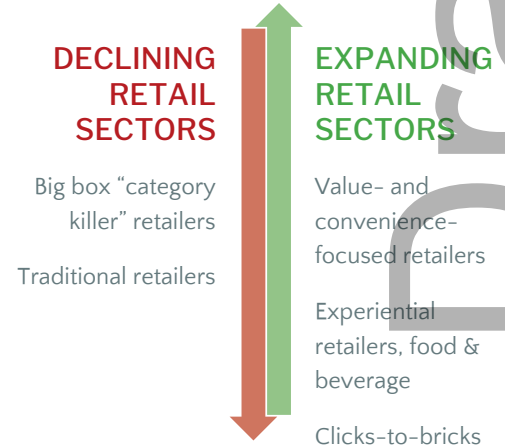 DECLINING
RETAIL
SECTORS
Big box “category
killer” retailers
Traditional retailers
EXPANDING
RETAIL
SECTORS
Value- and
convenience-
focused retailers
Experiential
retailers, food &
beverage
Clicks-to-bricks